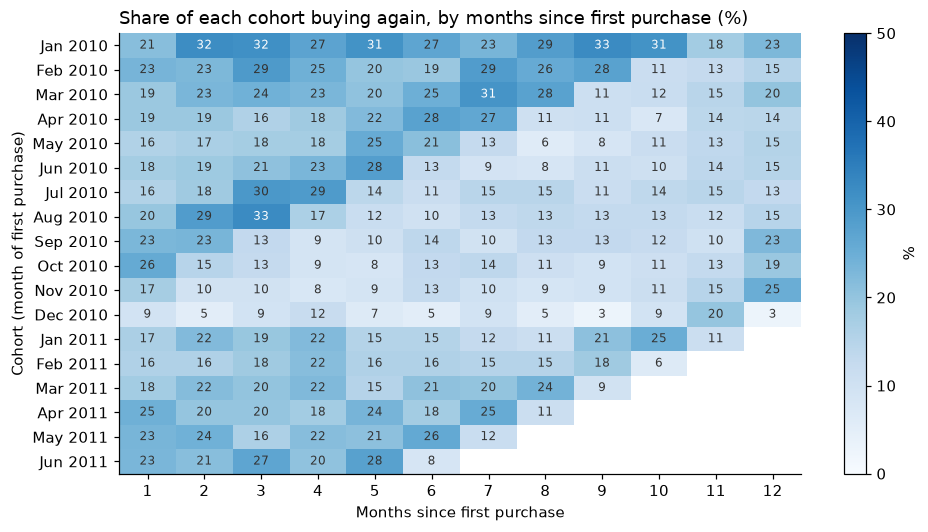 Share of each cohort buying again, by months since first purchase (%)
Cohort (month of first purchase)
Jan 2010 21 32 32 27 31 27 23 29 33 31 18 23
Feb 2010 23 23 29 25 20 19 29 26 28 11 13 15
Mar 2010 19 23 24 23 20 25 31 28 11 12 15 20
Apr 2010 19 19 16 18 22 28 27 11 11 7 14 14
May 2010 16 17 18 18 25 21 13 6 8 11 13 15
Jun 2010 18 19 21 23 28 13 9 8 11 10 14 15
Jul 2010 16 18 30 29 14 11 15 15 11 14 15 13
Aug 2010 20 29 33 17 12 10 13 13 13 13 12 15
Sep 2010 23 23 13 9 10 14 10 13 13 12 10 23
Oct 2010 26 15 13 9 8 13 14 11 9 11 13 19
Nov 2010 17 10 10 8 9 13 10 9 9 11 15 25
Dec 2010 9 5 9 12 7 5 9 5 3 9 20 3
Jan 2011 17 22 19 22 15 15 12 11 21 25 11
Feb 2011 16 16 18 22 16 16 15 15 18 6
Mar 2011 18 22 20 22 15 21 20 24 9
Apr 2011 25 20 20 18 24 18 25 11
May 2011 23 24 16 22 21 26 12
Jun 2011 23 21 27 20 28 8
1 2 3 4 5 6 7 8 9 10 11 12
Months since first purchase
50
40
30
20
10
0
%